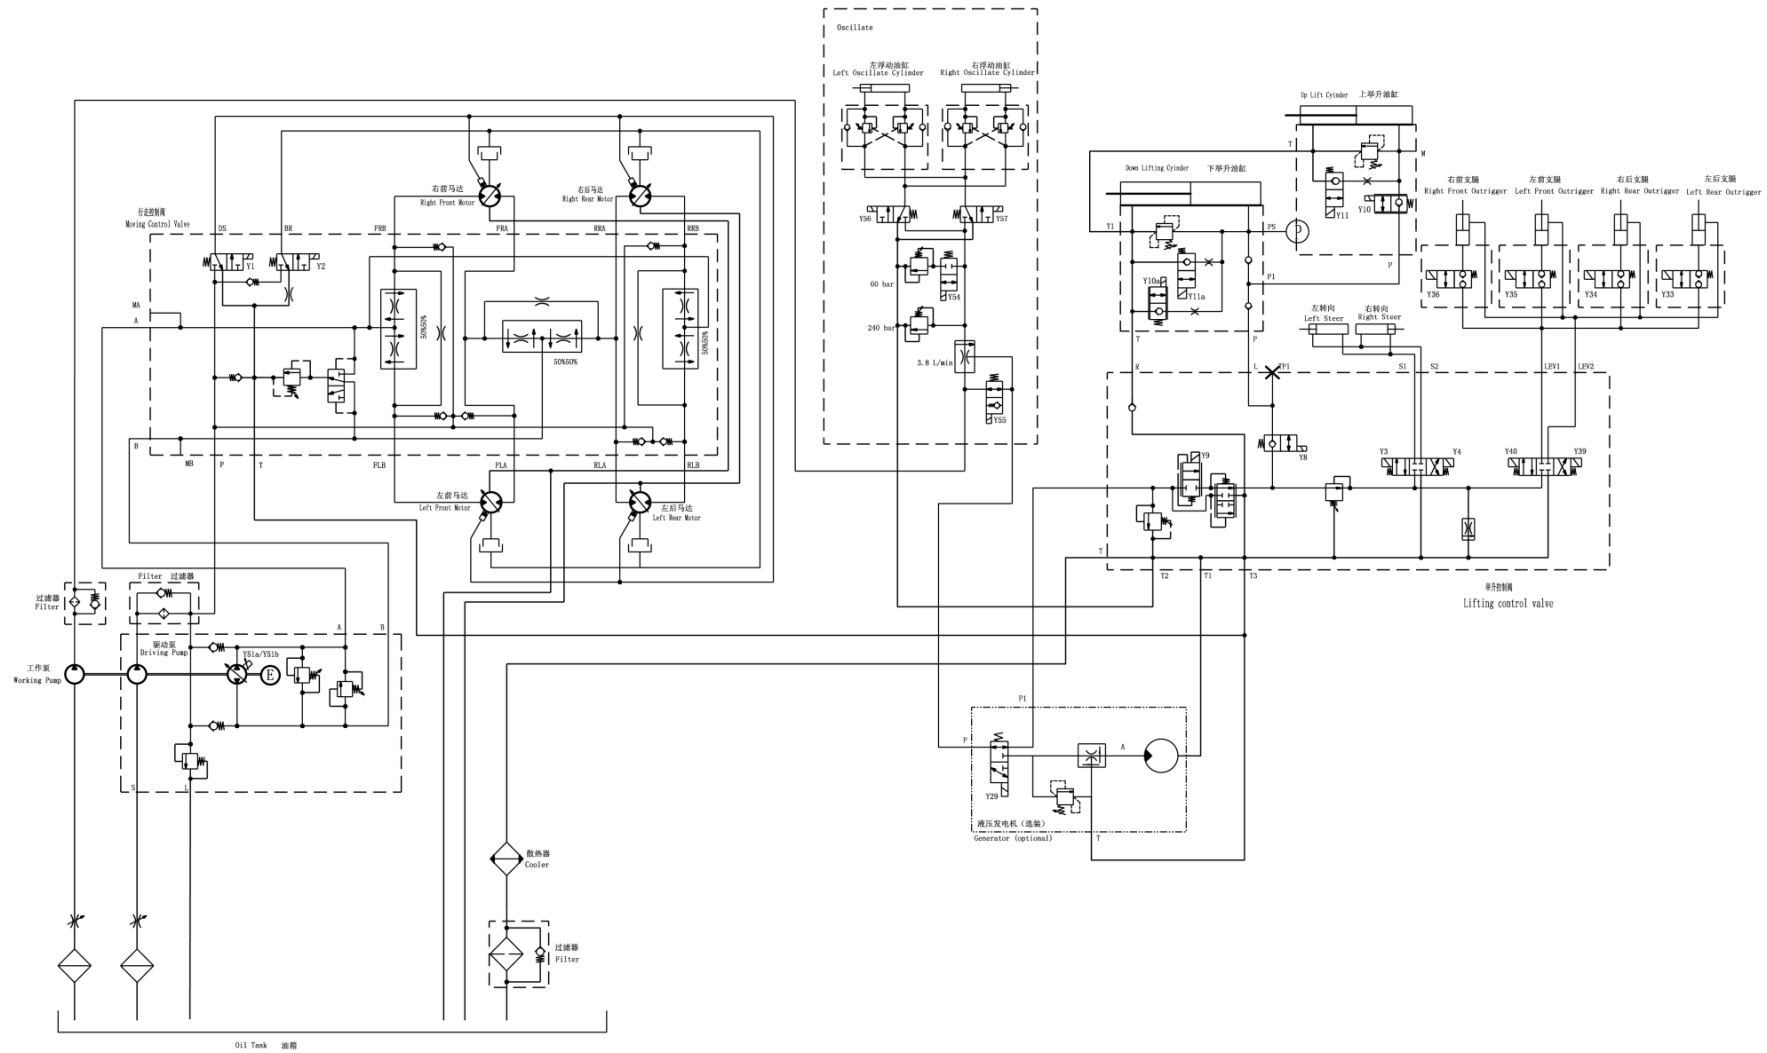 Oscillate
左浮动油缸
Left Oscillate Cylinder
右浮动油缸
Right Oscillate Cylinder
Up Lift Cyinder 上举升油缸
T
M
Y11
Y10
P
Down Lifting Cyinder 下举升油缸
T1
PS
P
P1
Y10a
Y11a
T
P
右前支腿
Right Front Outrigger
左前支腿
Left Front Outrigger
右后支腿
Right Rear Outrigger
左后支腿
Left Rear Outrigger
Y36
Y35
Y34
Y33
左转向
Left Steer
右转向
Right Steer
右前马达
Right Front Motor
右后马达
Right Rear Motor
行走控制阀
Moving Control Valve
DS
BR
FRB
FRA
RRA
RRB
Y1
Y2
MA
A
50%50%
50%50%
50%50%
B
MB
P
T
FLB
FLA
RLA
RLB
左前马达
Left Front Motor
左后马达
Left Rear Motor
Y56
Y57
60 bar
Y54
240 bar
3.8 L/min
Y55
R
L
TP1
S1
S2
LEV1
LEV2
Y9
Y8
Y3
Y4
Y40
Y39
T
T2
T1
T3
举升控制阀
Lifting control valve
过滤器
Filter
Filter 过滤器
A
B
驱动泵
Driving Pump
Y51a/Y51b
E
工作泵
Working Pump
S
L
P1
P
A
Y29
液压发电机（选装）
Generator (optional)
T
散热器
Cooler
过滤器
Filter
Oil Tank 油箱